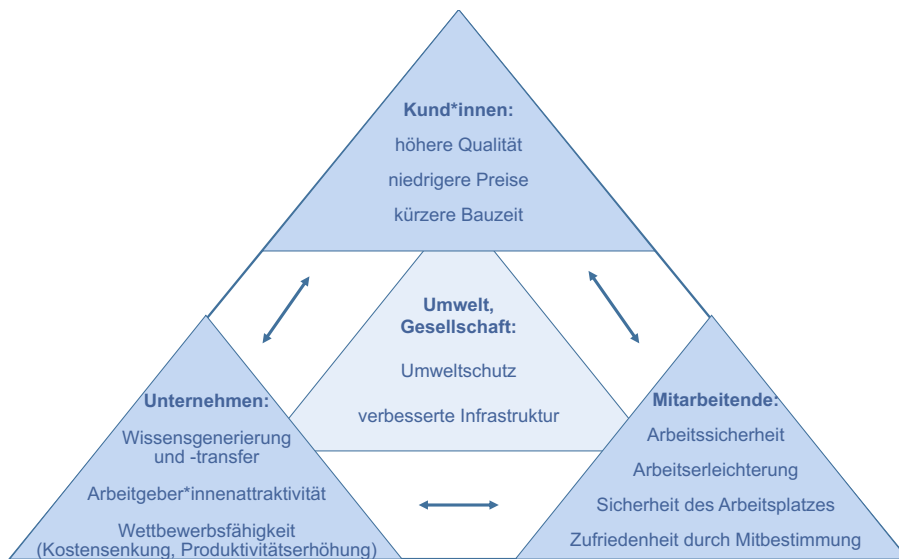 Kund*innen:
höhere Qualität
niedrigere Preise
kürzere Bauzeit
Umwelt,
Gesellschaft:
Umweltschutz
verbesserte Infrastruktur
Unternehmen:
Wissensgenerierung
und -transfer
Arbeitgeber*innenattraktivität
Wettbewerbsfähigkeit
(Kostensenkung, Produktivitätserhöhung)
Mitarbeitende:
Arbeitssicherheit
Arbeitserleichterung
Sicherheit des Arbeitsplatzes
Zufriedenheit durch Mitbestimmung